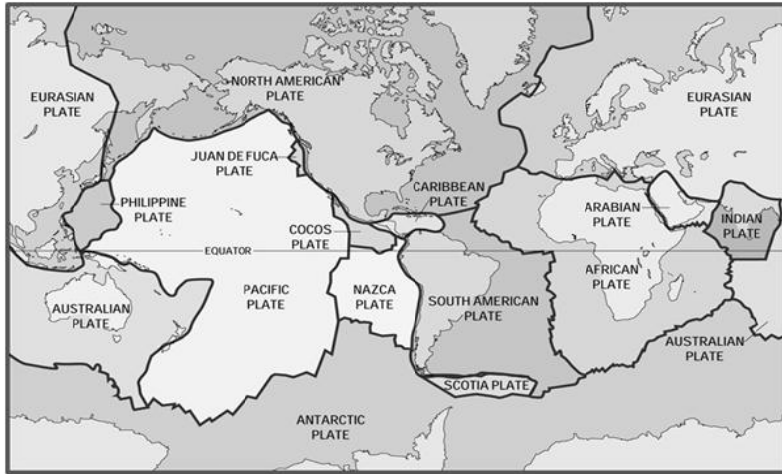 NORTH AMERICAN
PLATE
EURASIAN
PLATE
EURASIAN
PLATE
JUAN DE FUCA
PLATE
CARIBBEAN
PLATE
PHILIPPINE
PLATE
ARABIAN
PLATE
INDIAN
PLATE
COCOS
PLATE
EQUATOR
AFRICAN
PLATE
PACIFIC
PLATE
NAZCA
PLATE
SOUTH AMERICAN
PLATE
AUSTRALIAN
PLATE
AUSTRALIAN
PLATE
SCOTIA PLATE
ANTARCTIC
PLATE